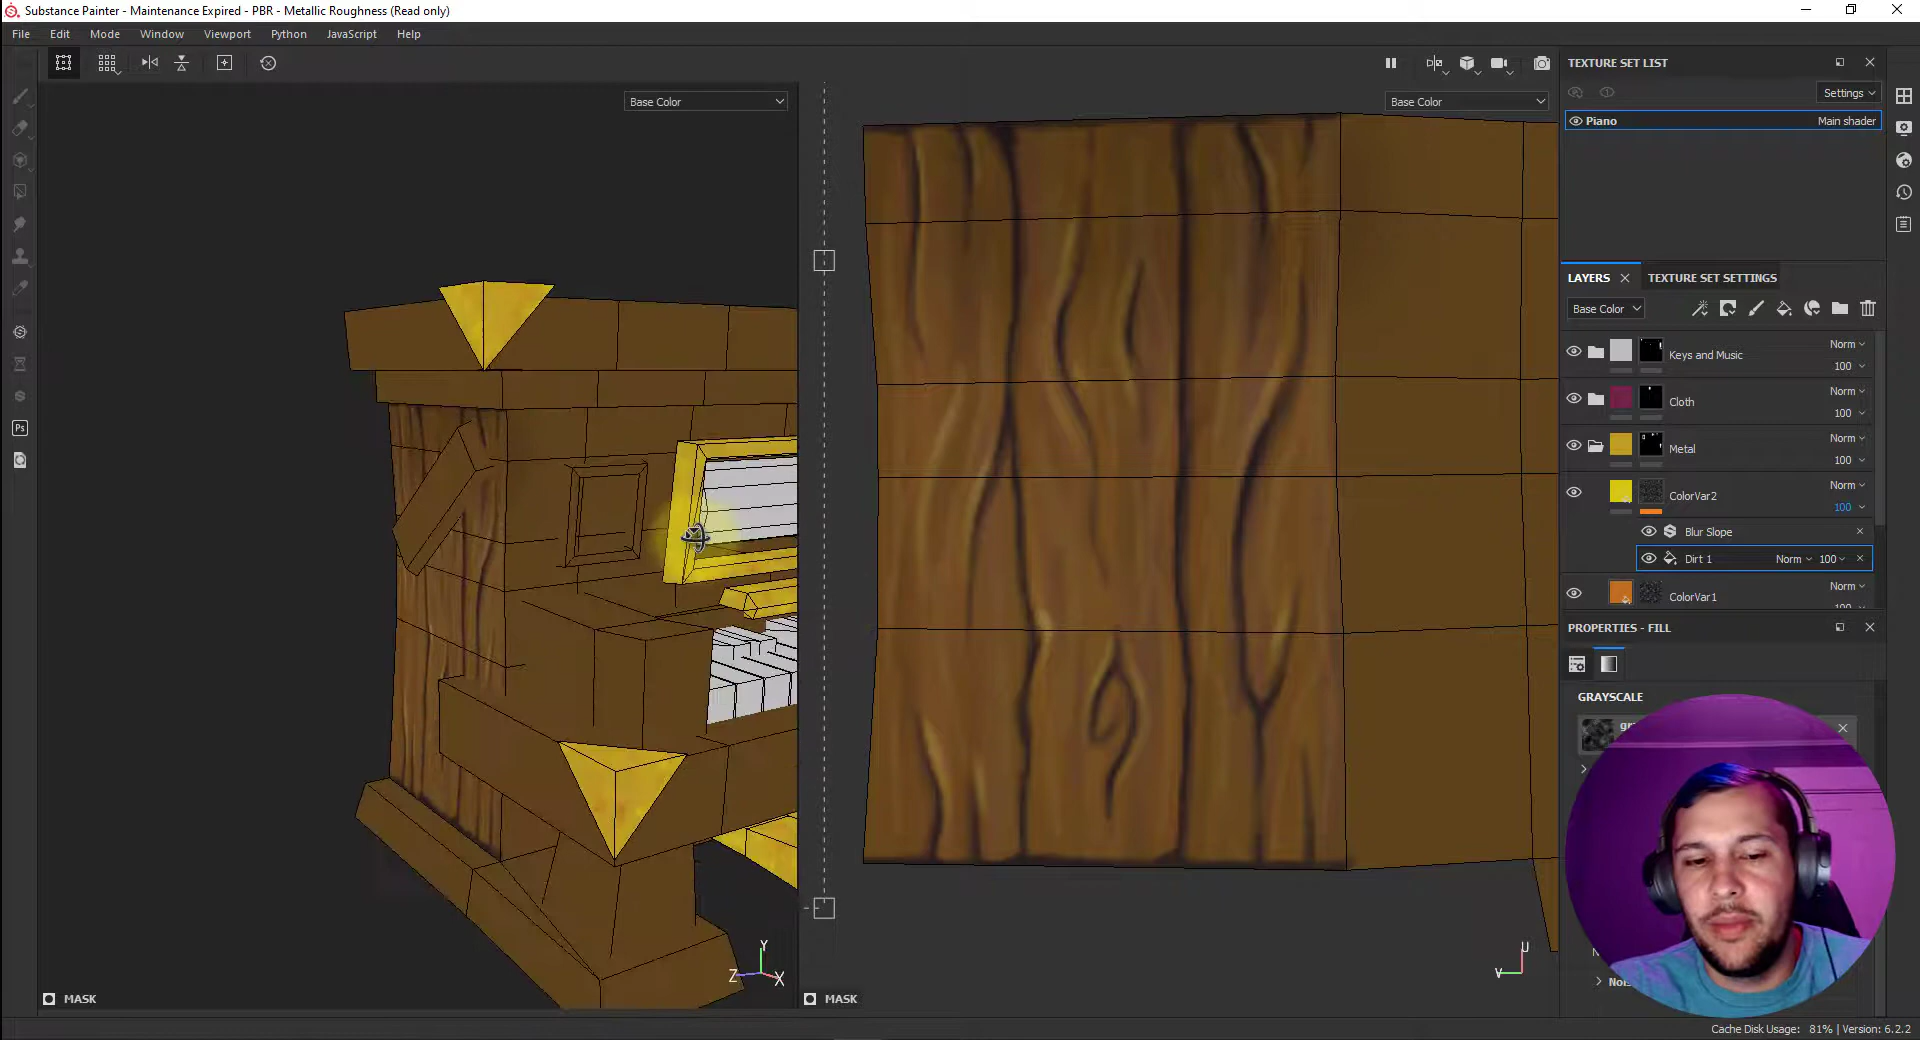 Substance Painter - Maintenance Expired - PBR - Metallic Roughness (Read only)
File Edit Mode Window Viewport Python JavaScript Help
Base Color
Base Color
TEXTURE SET LIST
Settings
Piano Main shader
LAYERS TEXTURE SET SETTINGS
Base Color
Keys and Music Norm
100
Cloth Norm
100
Metal Norm
100
ColorVar2 Norm
100
Blur Slope
Dirt 1 Norm 100
ColorVar1 Norm
100
PROPERTIES - FILL
GRAYSCALE
Ps
Y
Z X
U
V
MASK
MASK
Cache Disk Usage: 81% | Version: 6.2.2